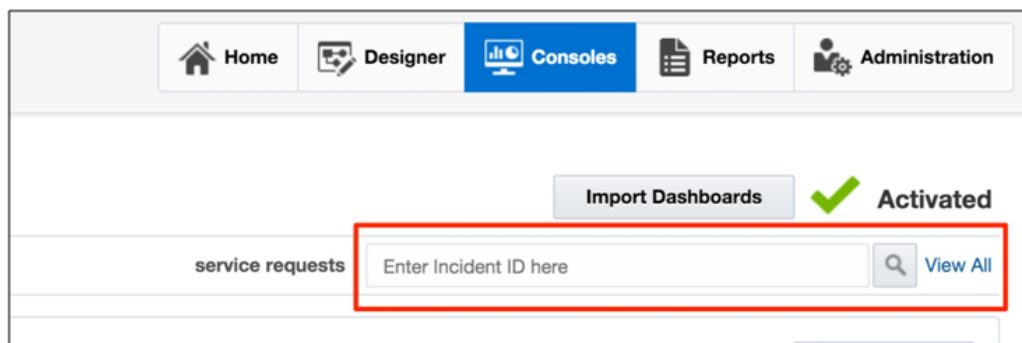 Home Designer Consoles Reports Administration
Import Dashboards Activated
service requests Enter Incident ID here View All